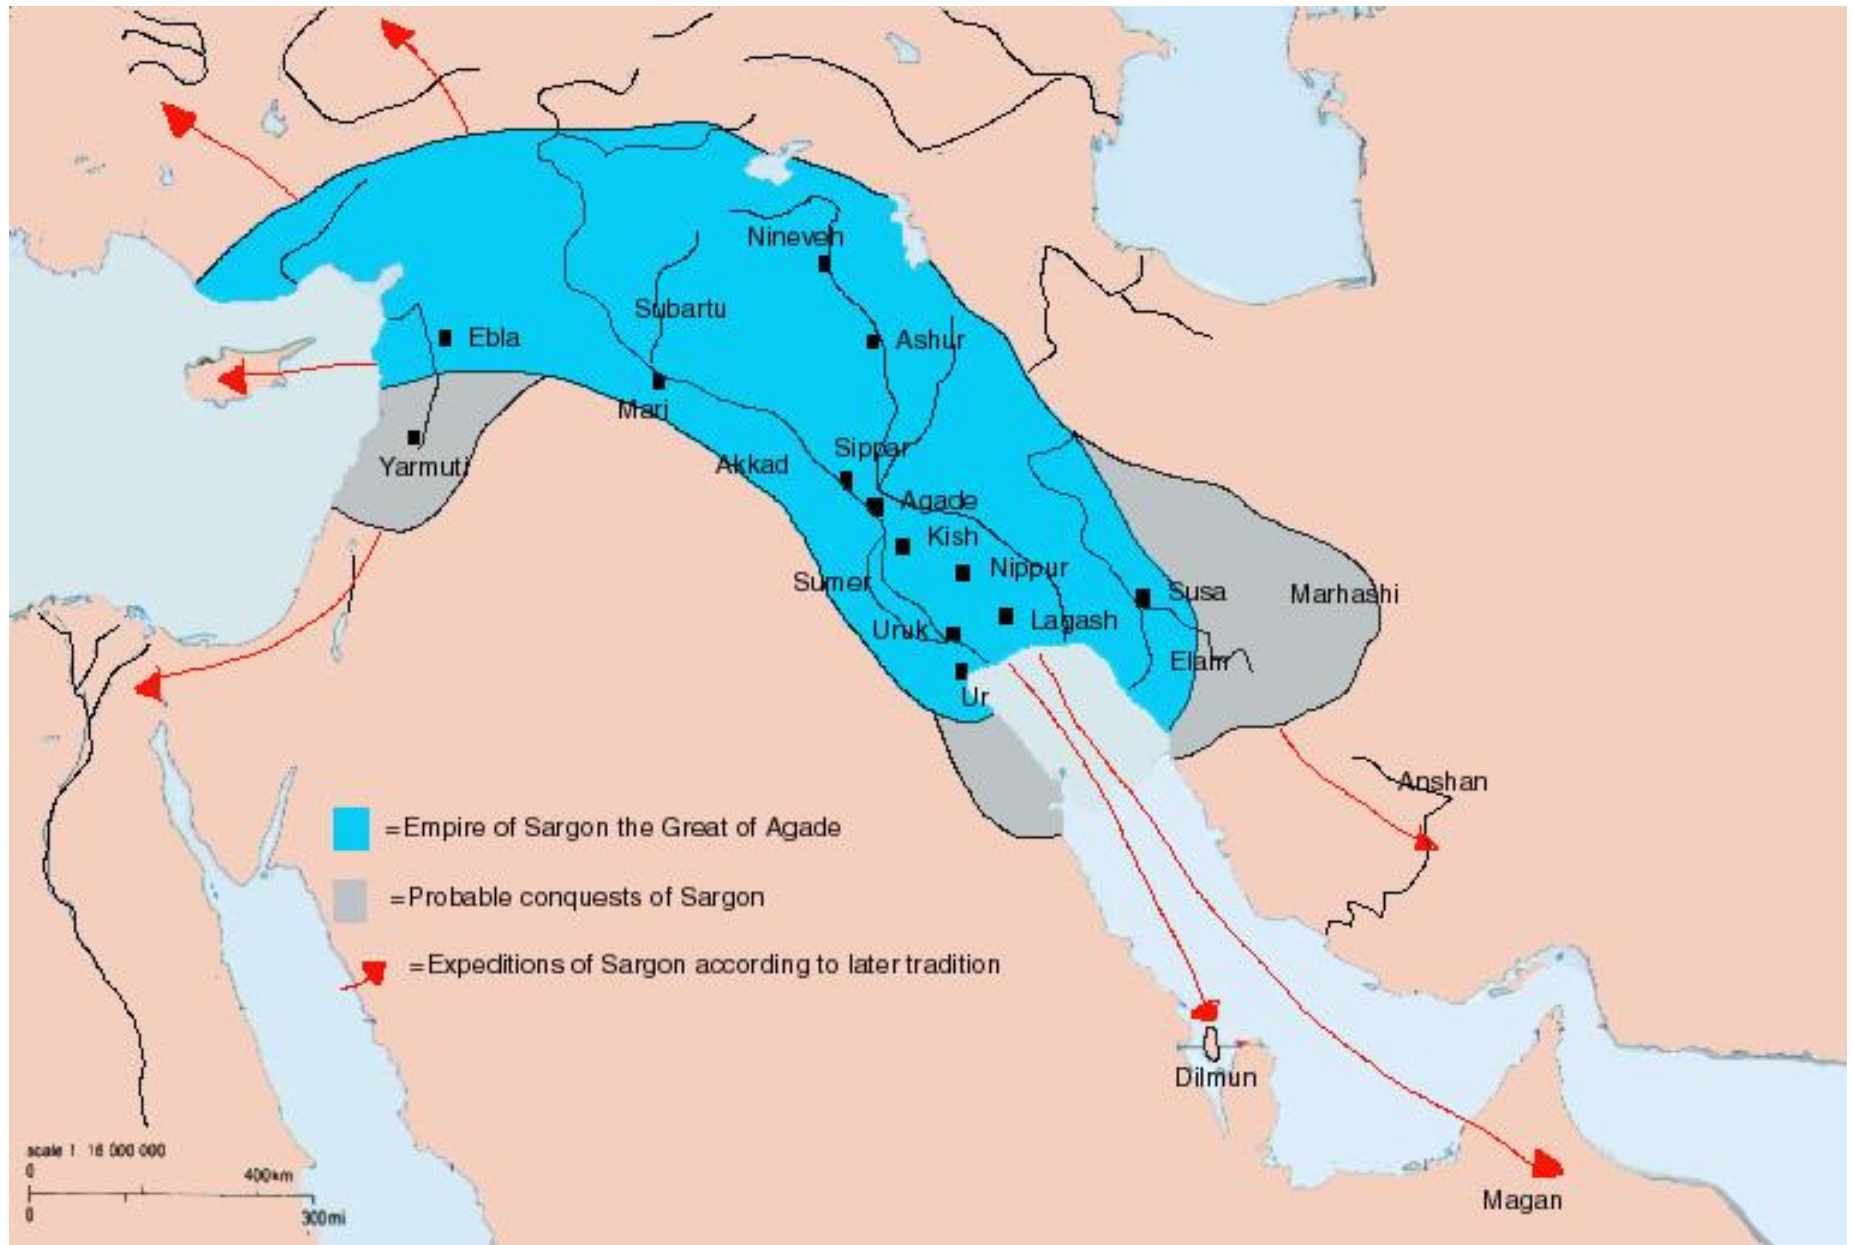 Nineveh
Subartu
Ebla
Ashur
Mari
Sippar
Yarmuti
Akkad
Agade
Kish
Nippur
Sumer
Susa
Marhashi
Lagash
Uruk
Elam
Ur
Anshan
=Empire of Sargon the Great of Agade
=Probable conquests of Sargon
=Expeditions of Sargon according to later tradition
Dilmun
Magan
scale 1 16 000 000
0 400km
0 300mi